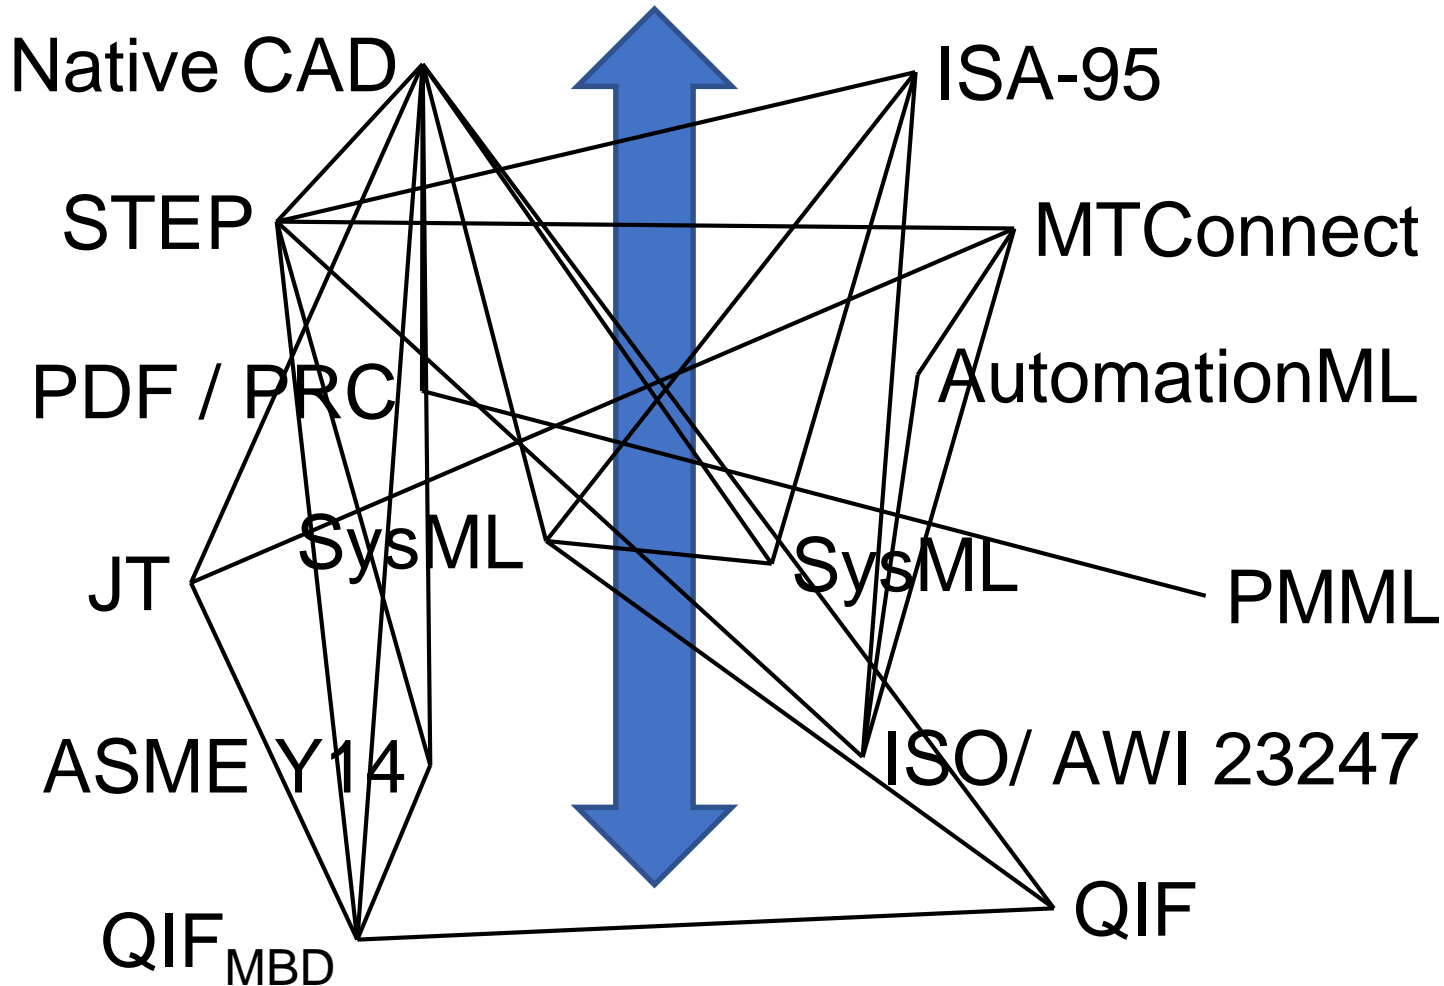 Native CAD
STEP
PDF / PRC
JT
SysML
ASME Y14
QIFMBD
ISA-95
MTConnect
AutomationML
SysML
PMML
ISO/ AWI 23247
QIF